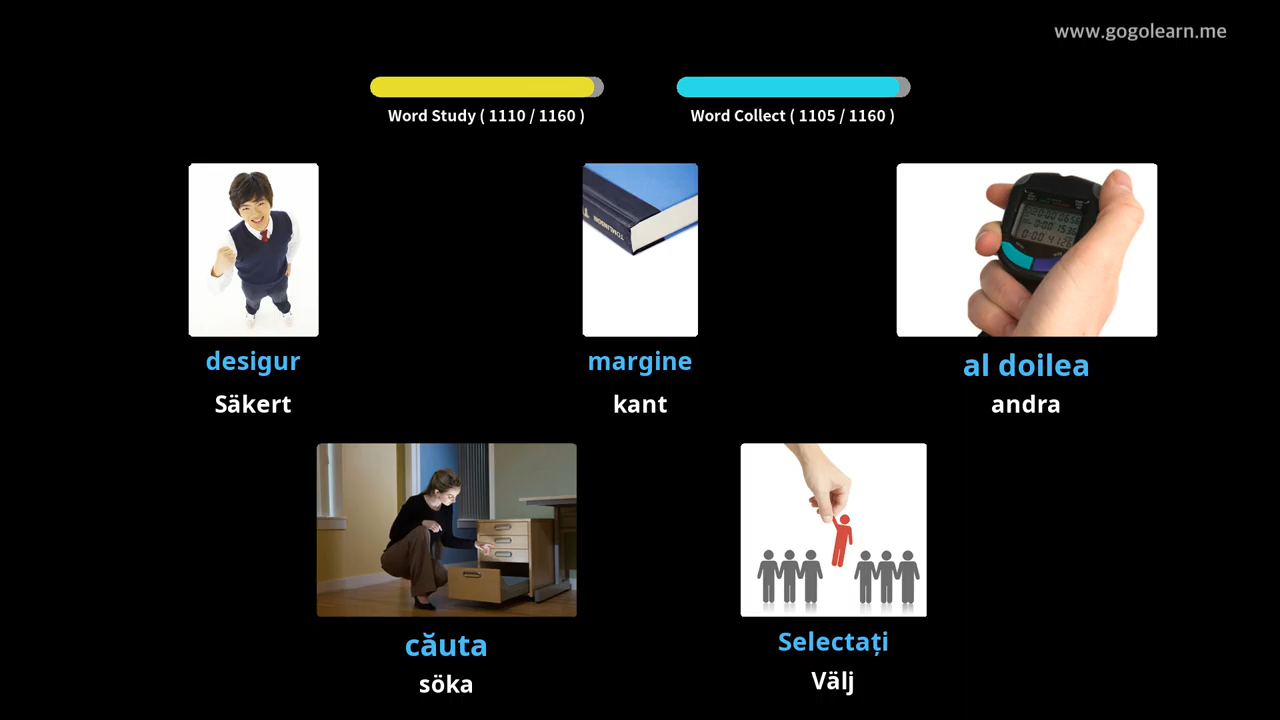 www.gogolearn.me
Word Study ( 1110 / 1160 )
Word Collect ( 1105 / 1160 )
TOMLINSON
desigur
Säkert
margine
kant
al doilea
andra
căuta
söka
Selectați
Välj